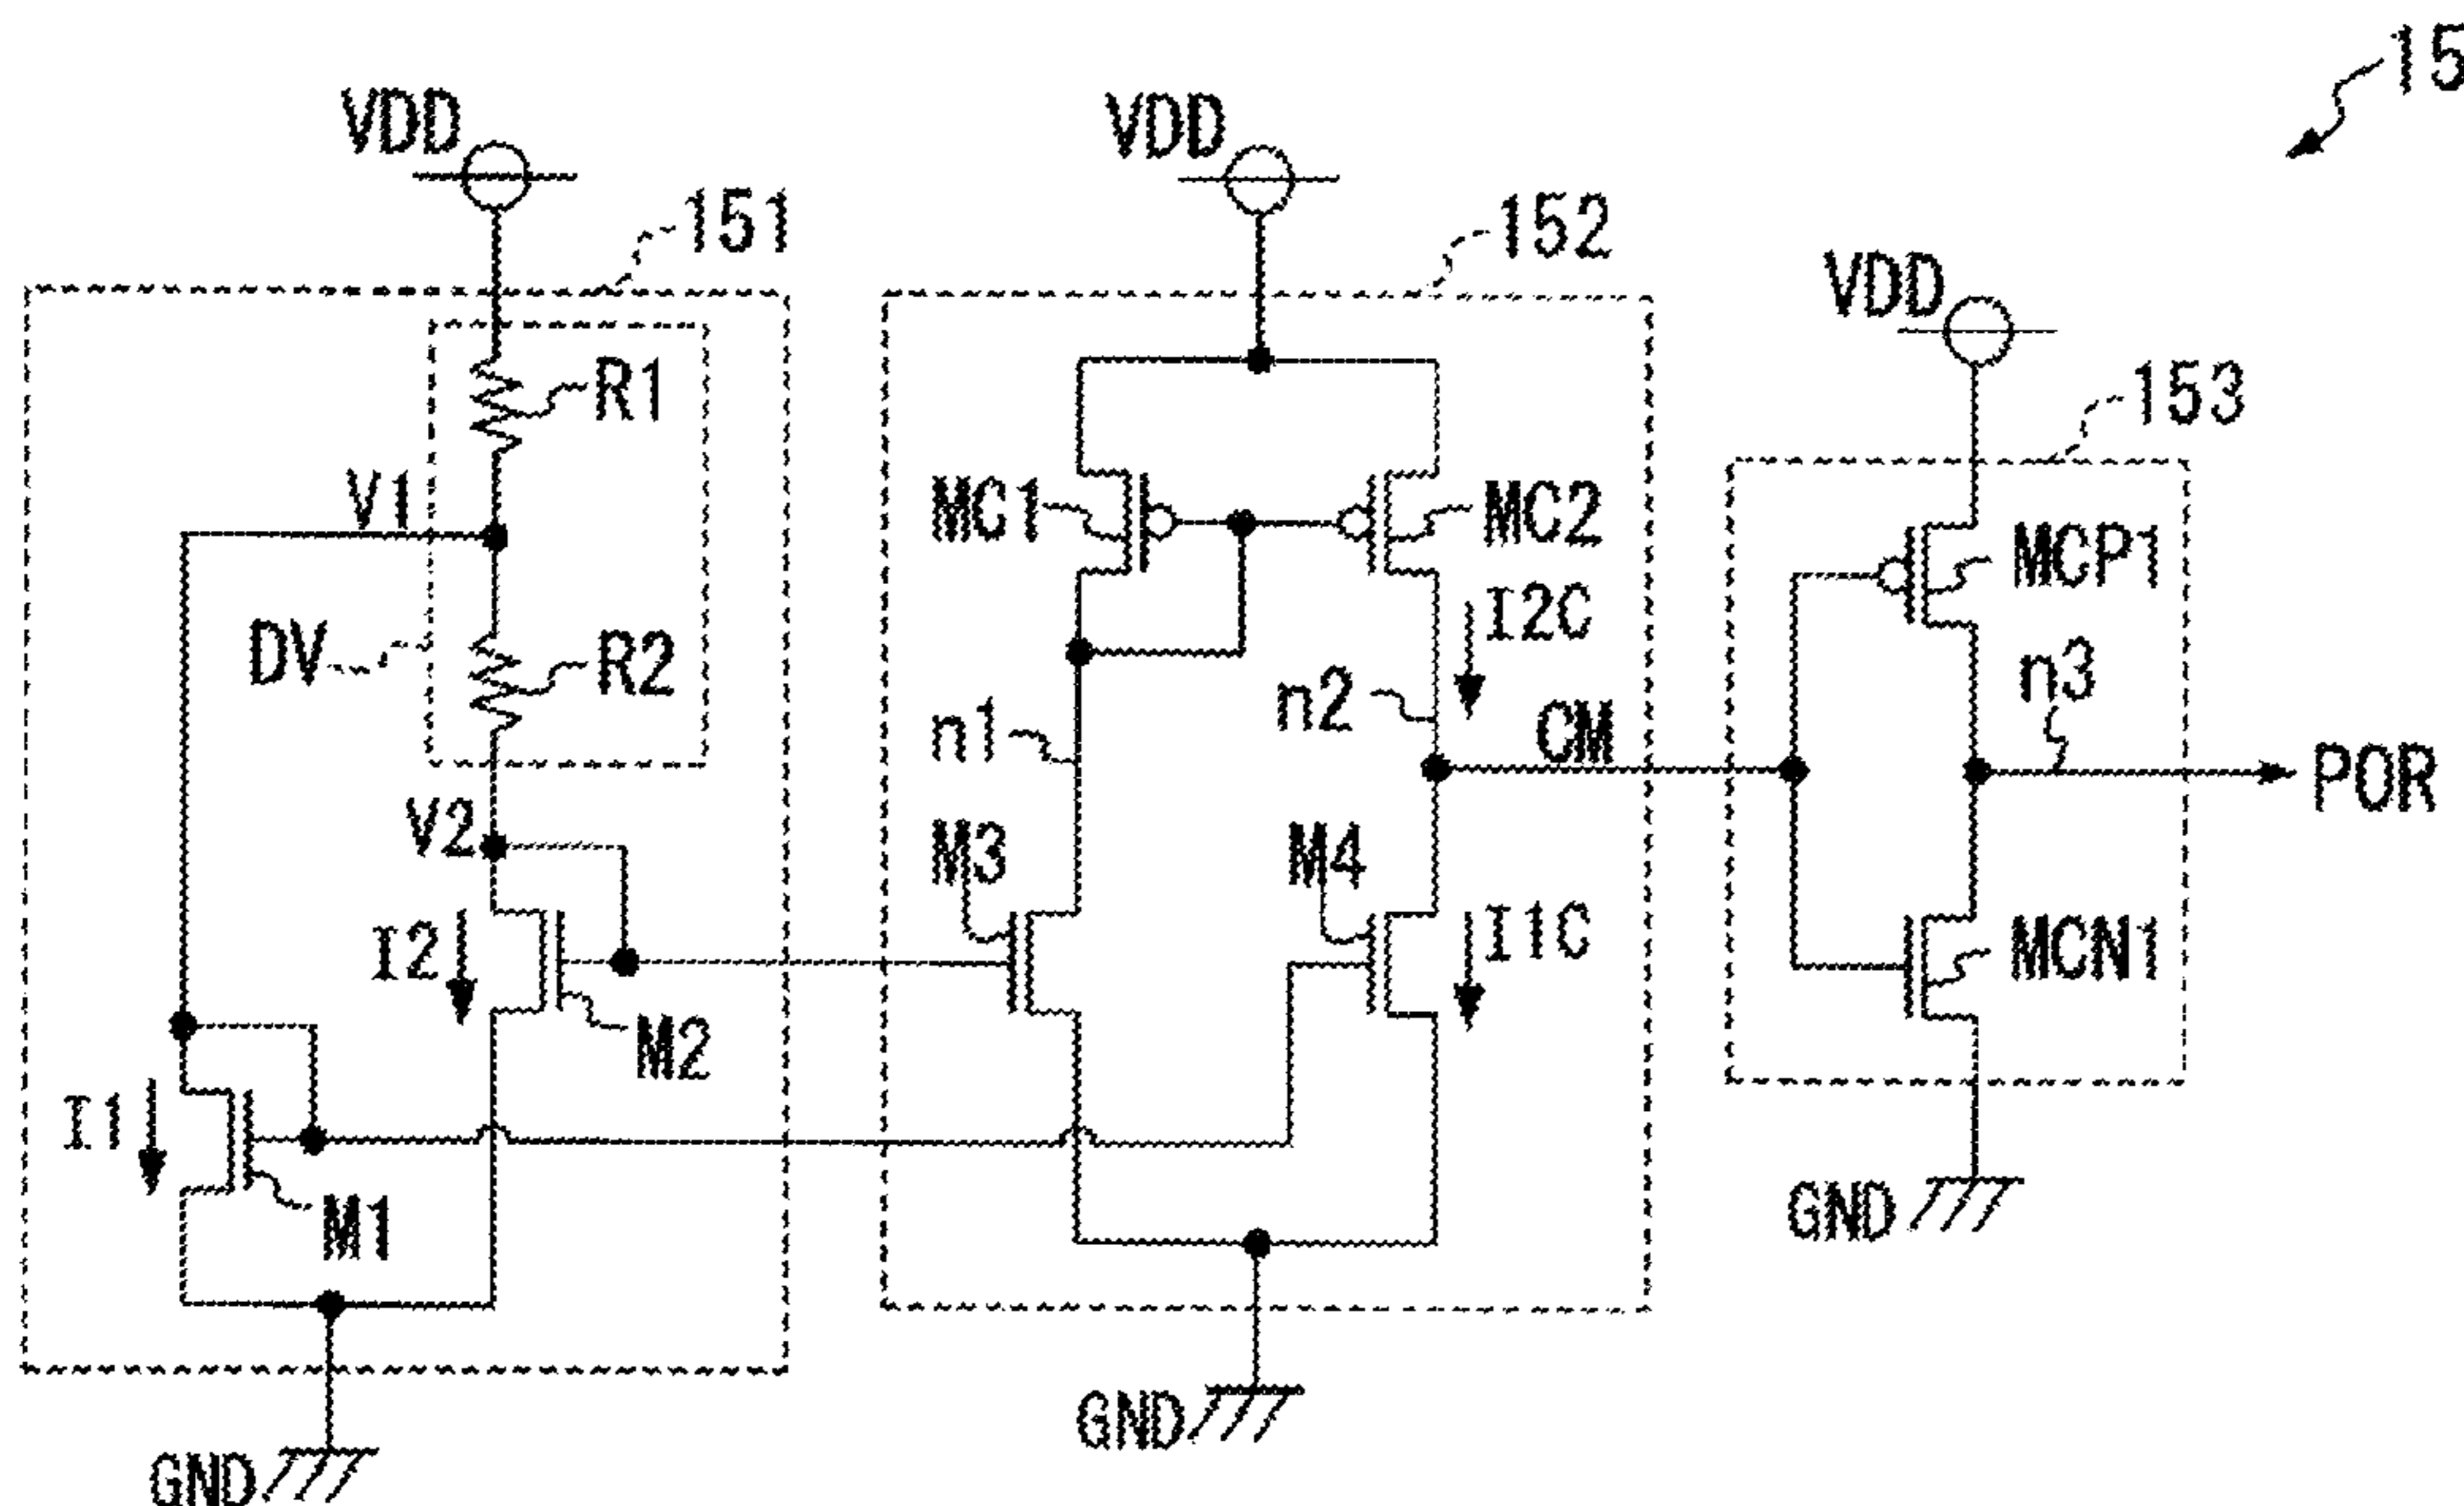 15
VDD
VDD
151
152
VDD
R1
153
V1
MC1
MC2
MCP1
I2C
DV
R2
n1
n2
n3
CM
POR
V2
M3
M4
I2
I1C
MCN1
M2
I1
M1
GND
GND
GND